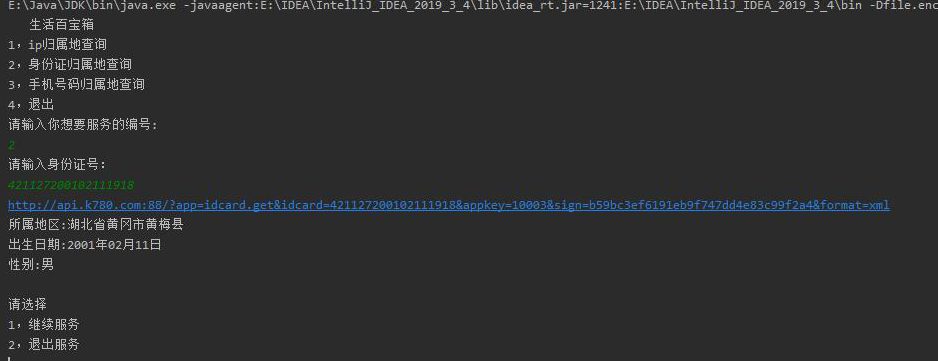 E:\Java\JDK\bin\java.exe -javaagent:E:\IDEA\IntelliJ_IDEA_2019_3_4\lib\idea_rt.jar=1241:E:\IDEA\IntelliJ_IDEA_2019_3_4\bin -Dfile.enc
生活百宝箱
1，ip归属地查询
2，身份证归属地查询
3，手机号码归属地查询
4，退出
请输入你想要服务的编号:
2
请输入身份证号:
421127200102111918
http://api.k780.com:88/?app=idcard.get&idcard=421127200102111918&appkey=10003&sign=b59bc3ef6191eb9f747dd4e83c99f2a4&format=xml
所属地区:湖北省黄冈市黄梅县
出生日期:2001年02月11日
性别:男
请选择
1，继续服务
2，退出服务